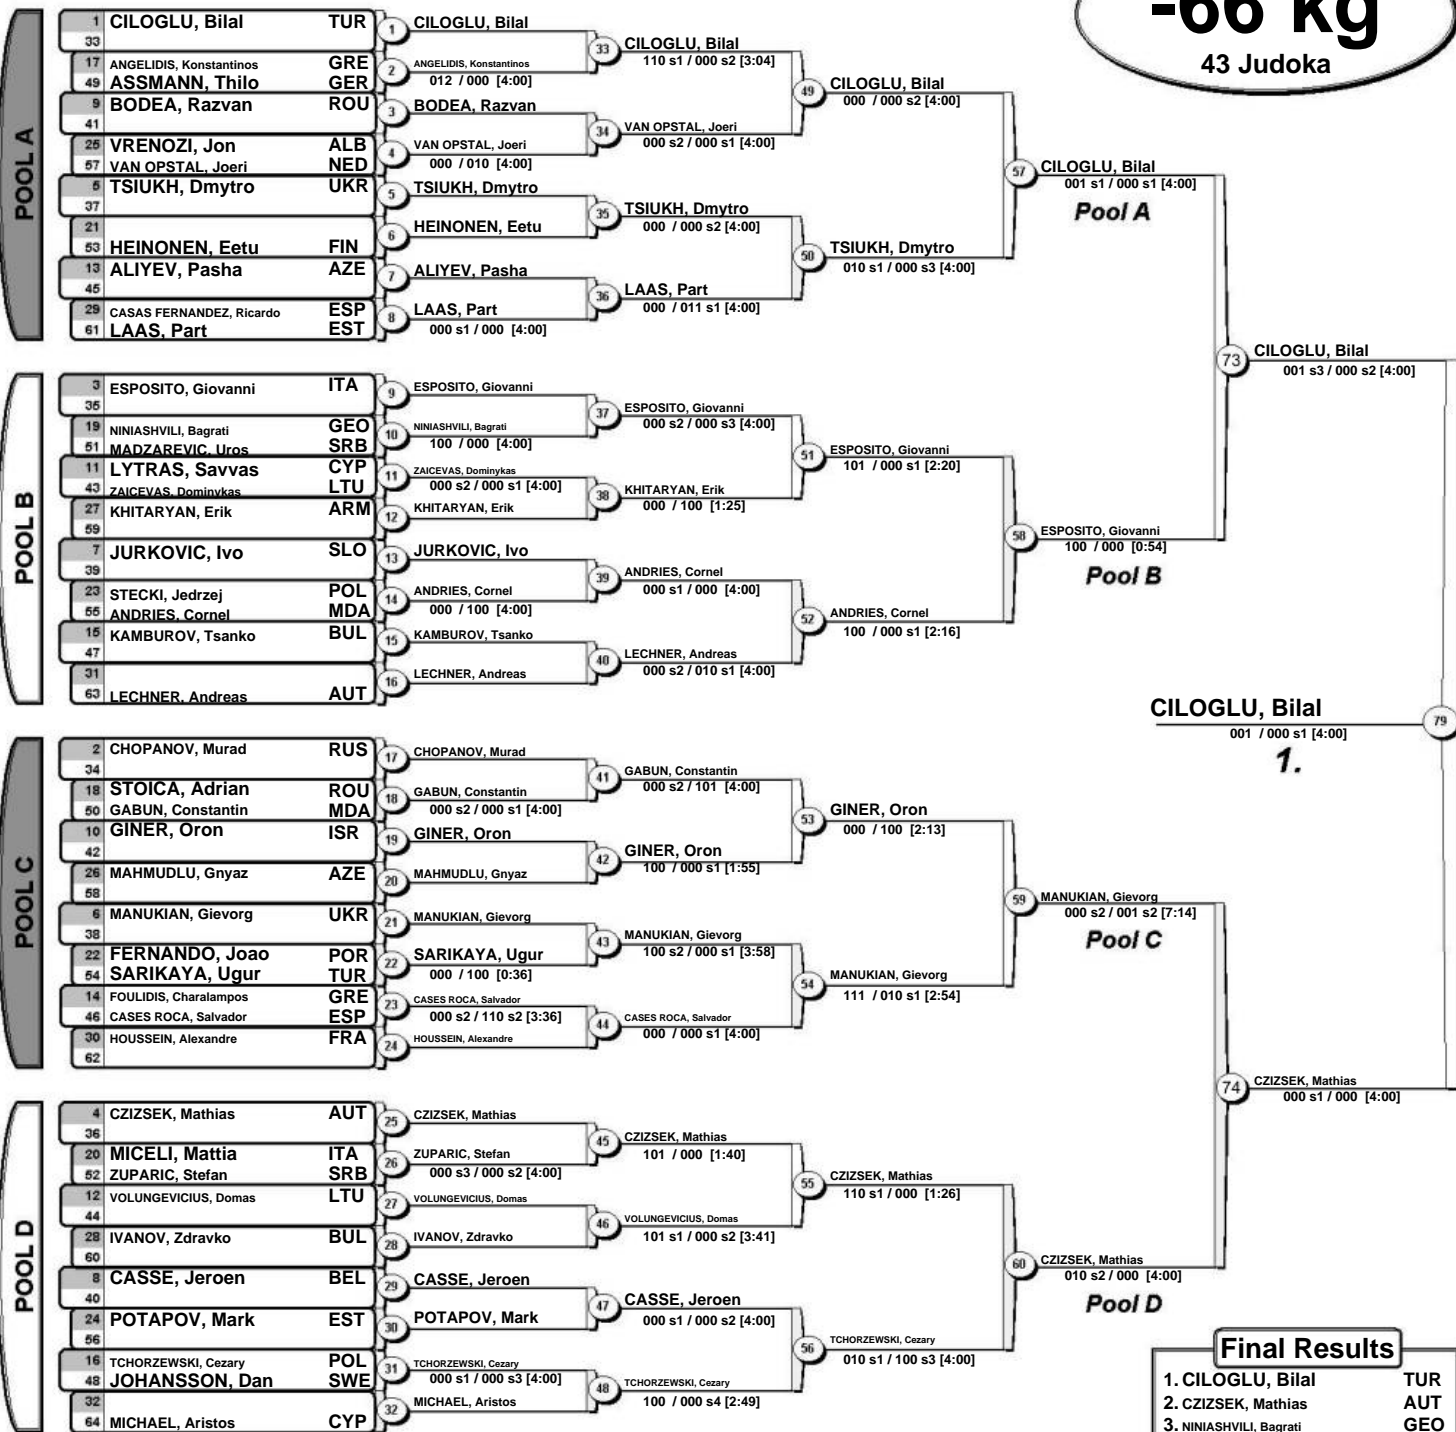 -66 kg
43 Judoka
POOL A
1 CILOGLU, Bilal TUR
33
17 ANGELIDIS, Konstantinos GRE
49 ASSMANN, Thilo GER
9 BODEA, Razvan ROU
41
25 VRENOZI, Jon ALB
57 VAN OPSTAL, Joeri NED
5 TSIUKH, Dmytro UKR
37
21
53 HEINONEN, Eetu FIN
13 ALIYEV, Pasha AZE
45
29 CASAS FERNANDEZ, Ricardo ESP
61 LAAS, Part EST
1 CILOGLU, Bilal
2 ANGELIDIS, Konstantinos
012 / 000 [4:00]
3 BODEA, Razvan
4 VAN OPSTAL, Joeri
000 / 010 [4:00]
5 TSIUKH, Dmytro
6 HEINONEN, Eetu
7 ALIYEV, Pasha
8 LAAS, Part
000 s1 / 000 [4:00]
33 CILOGLU, Bilal
110 s1 / 000 s2 [3:04]
34 VAN OPSTAL, Joeri
000 s2 / 000 s1 [4:00]
35 TSIUKH, Dmytro
000 / 000 s2 [4:00]
36 LAAS, Part
000 / 011 s1 [4:00]
49 CILOGLU, Bilal
000 / 000 s2 [4:00]
50 TSIUKH, Dmytro
010 s1 / 000 s3 [4:00]
57 CILOGLU, Bilal
001 s1 / 000 s1 [4:00]
Pool A
POOL B
3 ESPOSITO, Giovanni ITA
35
19 NINIASHVILI, Bagrati GEO
51 MADZAREVIC, Uros SRB
11 LYTRAS, Savvas CYP
43 ZAICEVAS, Dominykas LTU
27 KHITARYAN, Erik ARM
59
7 JURKOVIC, Ivo SLO
39
23 STECKI, Jedrzej POL
55 ANDRIES, Cornel MDA
15 KAMBUROV, Tsanko BUL
47
31
63 LECHNER, Andreas AUT
9 ESPOSITO, Giovanni
10 NINIASHVILI, Bagrati
100 / 000 [4:00]
11 ZAICEVAS, Dominykas
000 s2 / 000 s1 [4:00]
12 KHITARYAN, Erik
13 JURKOVIC, Ivo
14 ANDRIES, Cornel
000 / 100 [4:00]
15 KAMBUROV, Tsanko
16 LECHNER, Andreas
37 ESPOSITO, Giovanni
000 s2 / 000 s3 [4:00]
38 KHITARYAN, Erik
000 / 100 [1:25]
39 ANDRIES, Cornel
000 s1 / 000 [4:00]
40 LECHNER, Andreas
000 s2 / 010 s1 [4:00]
51 ESPOSITO, Giovanni
101 / 000 s1 [2:20]
52 ANDRIES, Cornel
100 / 000 s1 [2:16]
58 ESPOSITO, Giovanni
100 / 000 [0:54]
Pool B
73 CILOGLU, Bilal
001 s3 / 000 s2 [4:00]
CILOGLU, Bilal 79
001 / 000 s1 [4:00]
1.
POOL C
2 CHOPANOV, Murad RUS
34
18 STOICA, Adrian ROU
50 GABUN, Constantin MDA
10 GINER, Oron ISR
42
26 MAHMUDLU, Gnyaz AZE
58
6 MANUKIAN, Gievorg UKR
38
22 FERNANDO, Joao POR
54 SARIKAYA, Ugur TUR
14 FOULIDIS, Charalampos GRE
46 CASES ROCA, Salvador ESP
30 HOUSSEIN, Alexandre FRA
62
17 CHOPANOV, Murad
18 GABUN, Constantin
000 s2 / 000 s1 [4:00]
19 GINER, Oron
20 MAHMUDLU, Gnyaz
21 MANUKIAN, Gievorg
22 SARIKAYA, Ugur
000 / 100 [0:36]
23 CASES ROCA, Salvador
000 s2 / 110 s2 [3:36]
24 HOUSSEIN, Alexandre
41 GABUN, Constantin
000 s2 / 101 [4:00]
42 GINER, Oron
100 / 000 s1 [1:55]
43 MANUKIAN, Gievorg
100 s2 / 000 s1 [3:58]
44 CASES ROCA, Salvador
000 / 000 s1 [4:00]
53 GINER, Oron
000 / 100 [2:13]
54 MANUKIAN, Gievorg
111 / 010 s1 [2:54]
59 MANUKIAN, Gievorg
000 s2 / 001 s2 [7:14]
Pool C
POOL D
4 CZIZSEK, Mathias AUT
36
20 MICELI, Mattia ITA
52 ZUPARIC, Stefan SRB
12 VOLUNGEVICIUS, Domas LTU
44
28 IVANOV, Zdravko BUL
60
8 CASSE, Jeroen BEL
40
24 POTAPOV, Mark EST
56
16 TCHORZEWSKI, Cezary POL
48 JOHANSSON, Dan SWE
32
64 MICHAEL, Aristos CYP
25 CZIZSEK, Mathias
26 ZUPARIC, Stefan
000 s3 / 000 s2 [4:00]
27 VOLUNGEVICIUS, Domas
28 IVANOV, Zdravko
29 CASSE, Jeroen
30 POTAPOV, Mark
31 TCHORZEWSKI, Cezary
000 s1 / 000 s3 [4:00]
32 MICHAEL, Aristos
45 CZIZSEK, Mathias
101 / 000 [1:40]
46 VOLUNGEVICIUS, Domas
101 s1 / 000 s2 [3:41]
47 CASSE, Jeroen
000 s1 / 000 s2 [4:00]
48 TCHORZEWSKI, Cezary
100 / 000 s4 [2:49]
55 CZIZSEK, Mathias
110 s1 / 000 [1:26]
56 TCHORZEWSKI, Cezary
010 s1 / 100 s3 [4:00]
60 CZIZSEK, Mathias
010 s2 / 000 [4:00]
Pool D
74 CZIZSEK, Mathias
000 s1 / 000 [4:00]
Final Results
1. CILOGLU, Bilal TUR
2. CZIZSEK, Mathias AUT
3. NINIASHVILI, Bagrati GEO